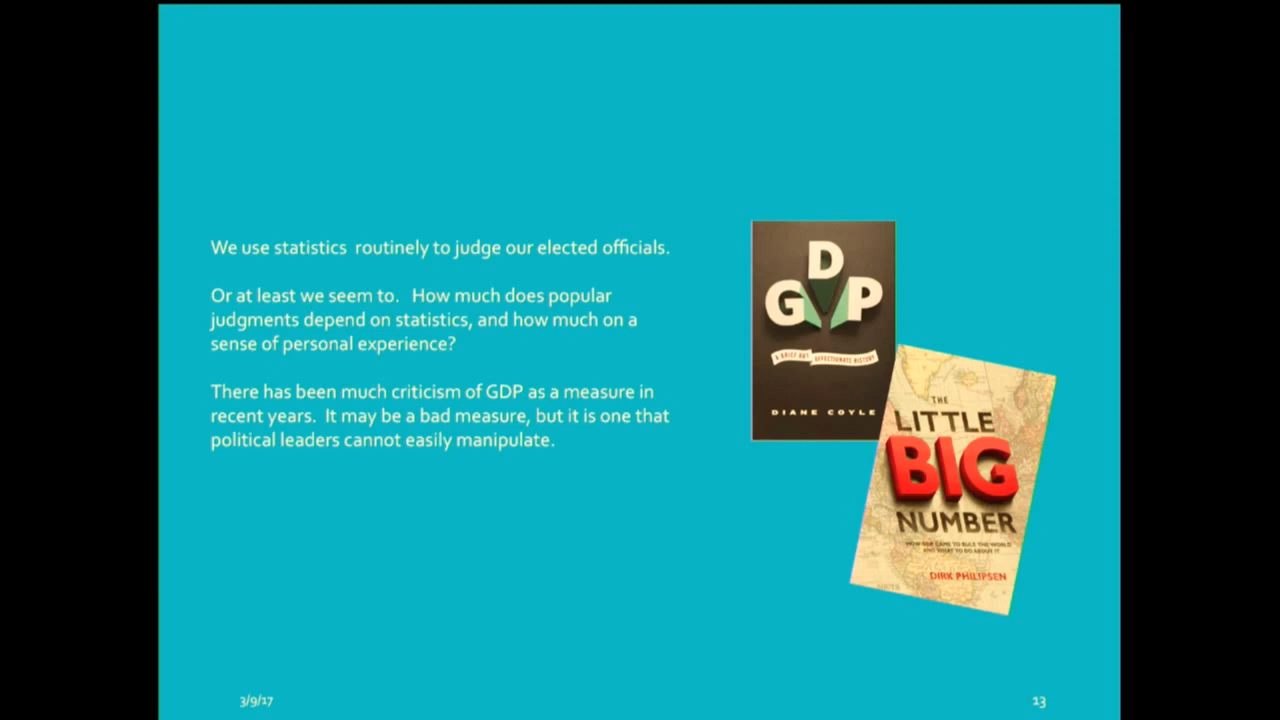 We use statistics routinely to judge our elected officials.
Or at least we seem to. How much does popular
judgments depend on statistics, and how much on a
sense of personal experience?
There has been much criticism of GDP as a measure in
recent years. It may be a bad measure, but it is one that
political leaders cannot easily manipulate.
GDP
A BRIEF BUT AFFECTIONATE HISTORY
DIANE COYLE
THE
LITTLE
BIG
NUMBER
HOW GDP CAME TO RULE THE WORLD
AND WHAT TO DO ABOUT IT
DIRK PHILIPSEN
3/9/17
13